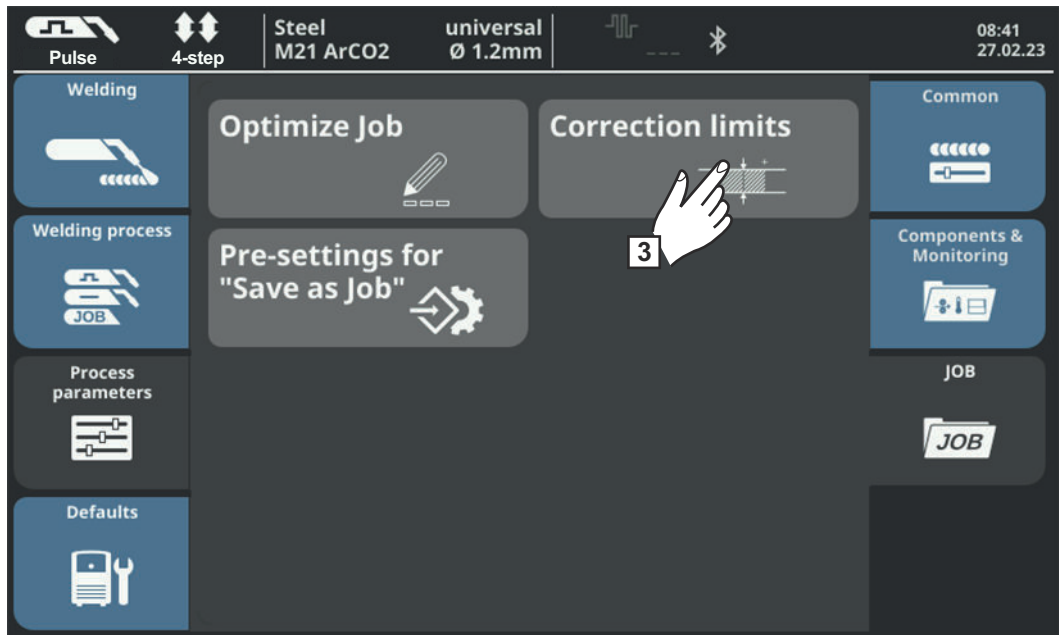 Pulse
4-step
Steel universal
M21 ArCO2 Ø 1.2mm
---
08:41
27.02.23
Welding
Welding process
JOB
Process
parameters
Defaults
Optimize Job
Correction limits
+
3
Pre-settings for
"Save as Job"
Common
Components &
Monitoring
JOB
JOB